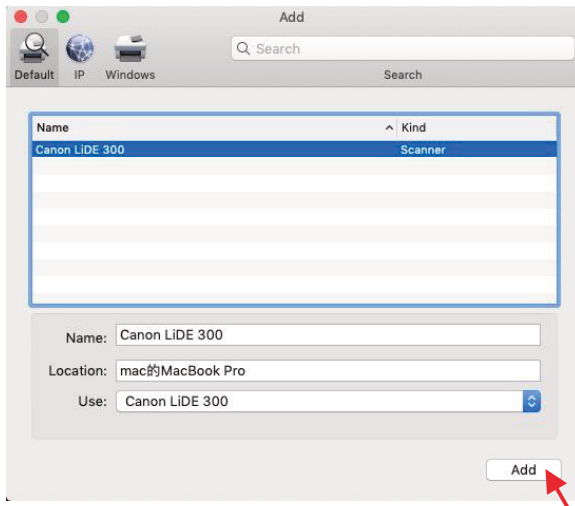 Add
Search
Default IP Windows
Search
Name Kind
Canon LiDE 300 Scanner
Name: Canon LiDE 300
Location: mac的MacBook Pro
Use: Canon LiDE 300
Add